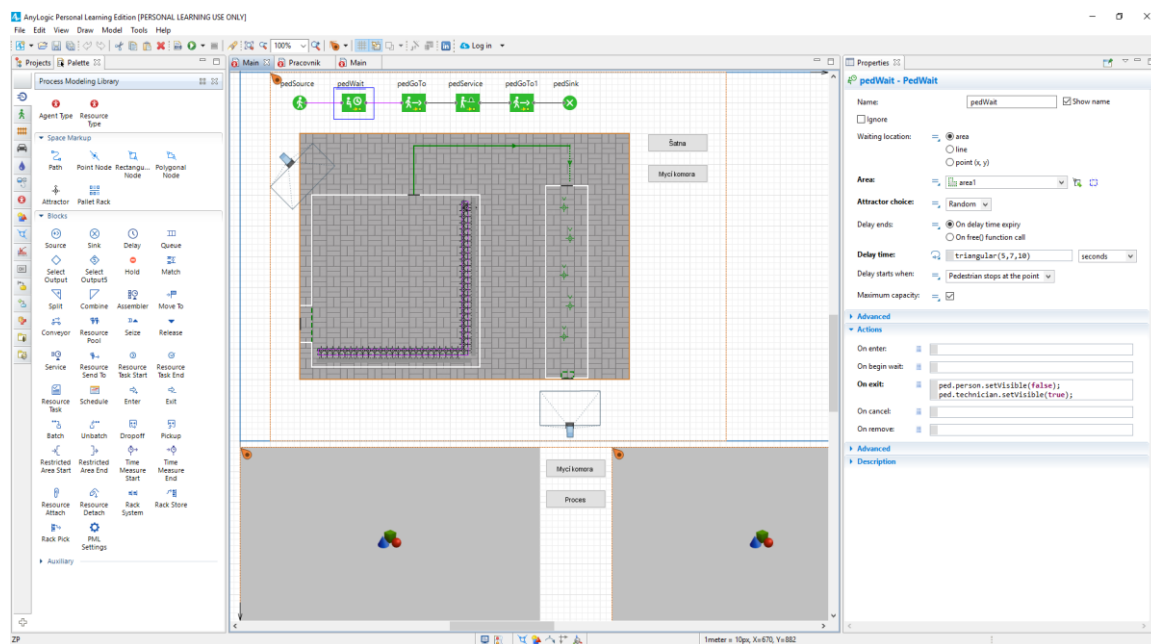 AnyLogic Personal Learning Edition [PERSONAL LEARNING USE ONLY]
File Edit View Draw Model Tools Help
100%
Log in
Projects Palette
Main Pracovnik Main
Properties
Process Modeling Library
Agent Type Resource Type
Space Markup
Path Point Node Rectangu... Node Polygonal Node
Attractor Pallet Rack
Blocks
Source Sink Delay Queue
Select Output Select Output5 Hold Match
Split Combine Assembler Move To
Conveyor Resource Pool Seize Release
Service Resource Send To Resource Task Start Resource Task End
Resource Task Schedule Enter Exit
Batch Unbatch Dropoff Pickup
Restricted Area Start Restricted Area End Time Measure Start Time Measure End
Resource Attach Resource Detach Rack System Rack Store
Rack Pick PML Settings
Auxiliary
pedSource pedWait pedGoTo pedService pedGoTo1 pedSink
Šatna
Mycí komora
Mycí komora
Proces
pedWait - PedWait
Name: pedWait Show name
Ignore
Waiting location: area
line
point (x, y)
Area: area1
Attractor choice: Random
Delay ends: On delay time expiry
On free() function call
Delay time: triangular(5,7,10) seconds
Delay starts when: Pedestrian stops at the point
Maximum capacity:
Advanced
Actions
On enter:
On begin wait:
On exit: ped.person.setVisible(false);
ped.technician.setVisible(true);
On cancel:
On remove:
Advanced
Description
ZP
1meter = 10px, X=670, Y=882